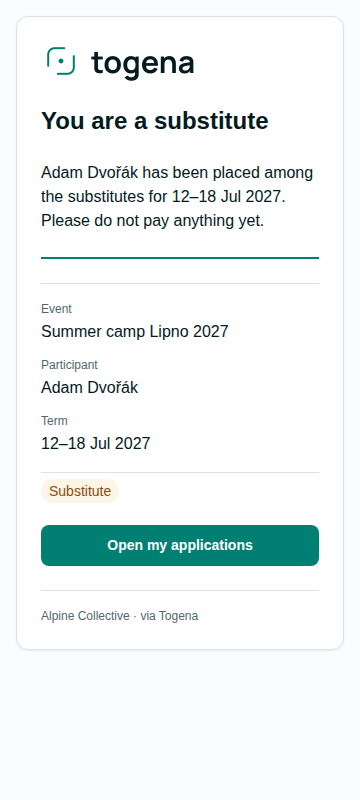 togena
You are a substitute
Adam Dvořák has been placed among
the substitutes for 12–18 Jul 2027.
Please do not pay anything yet.
Event
Summer camp Lipno 2027
Participant
Adam Dvořák
Term
12–18 Jul 2027
Substitute
Open my applications
Alpine Collective · via Togena